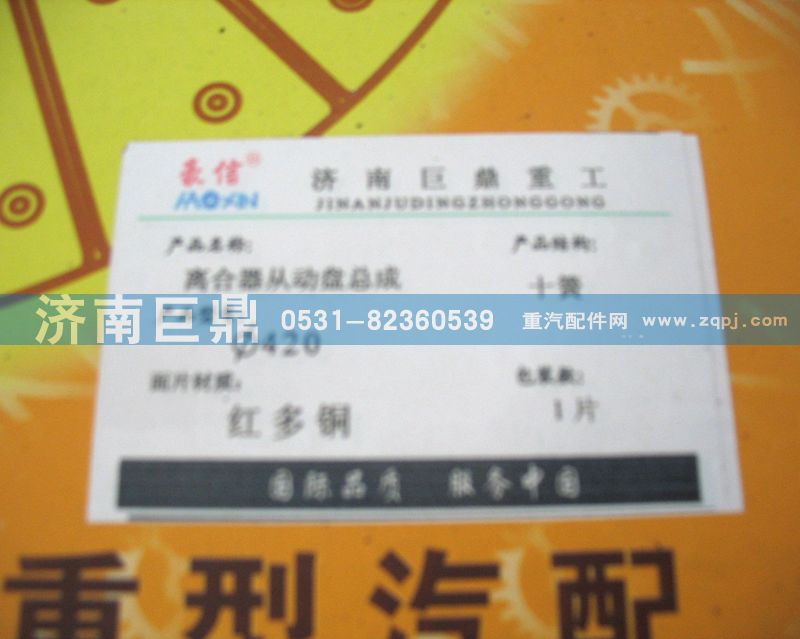 豪信®
HAOXIN
济南巨鼎重工
JINANJUDINGZHONGGONG
产品名称:
产品结构:
离合器从动盘总成
十簧
济南巨鼎 0531-82360539 重汽配件网 www.zqpj.com
Ø420
面片材质:
包装数:
红多铜
1片
国际品质 服务中国
重型汽配